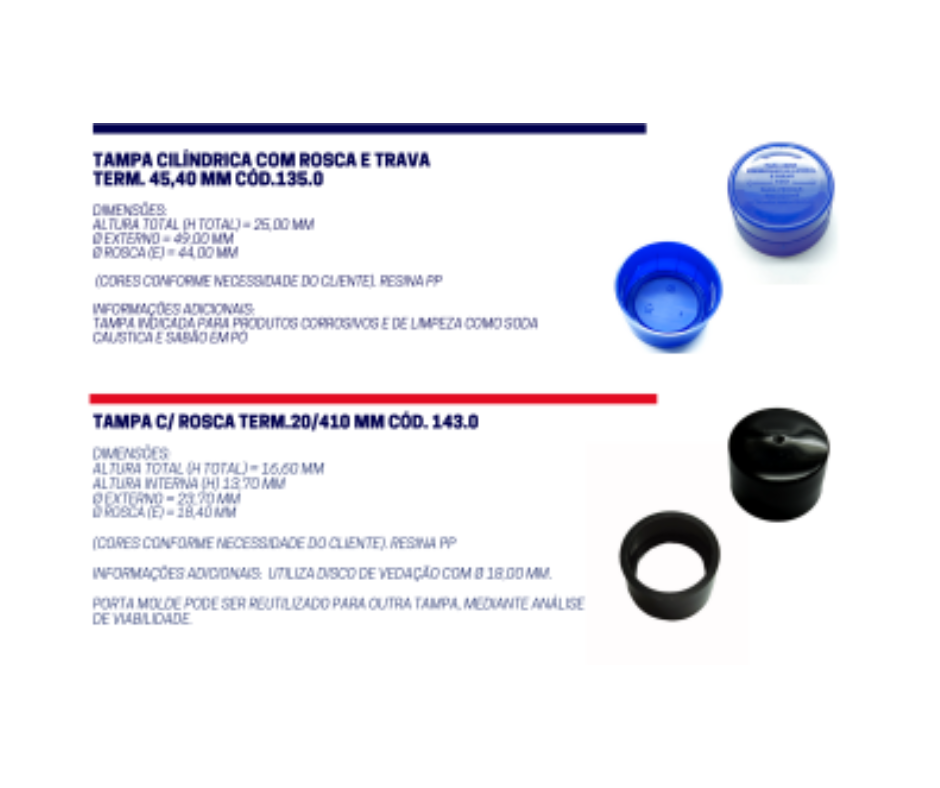 TAMPA CILÍNDRICA COM ROSCA E TRAVA
TERM. 45,40 MM CÓD.135.0
DIMENSÕES:
ALTURA TOTAL (H TOTAL) = 25,00 MM
Ø EXTERNO = 49,00 MM
Ø ROSCA (E) = 44,00 MM
(CORES CONFORME NECESSIDADE DO CLIENTE). RESINA PP
INFORMAÇÕES ADICIONAIS:
TAMPA INDICADA PARA PRODUTOS CORROSIVOS E DE LIMPEZA COMO SODA
CAUSTICA E SABÃO EM PÓ
TAMPA C/ ROSCA TERM.20/410 MM CÓD. 143.0
DIMENSÕES:
ALTURA TOTAL (H TOTAL) = 16,60 MM
ALTURA INTERNA (H) 13,70 MM
Ø EXTERNO = 23,70 MM
Ø ROSCA (E) = 18,40 MM
(CORES CONFORME NECESSIDADE DO CLIENTE). RESINA PP
INFORMAÇÕES ADICIONAIS: UTILIZA DISCO DE VEDAÇÃO COM Ø 18,00 MM.
PORTA MOLDE PODE SER REUTILIZADO PARA OUTRA TAMPA, MEDIANTE ANÁLISE
DE VIABILIDADE.